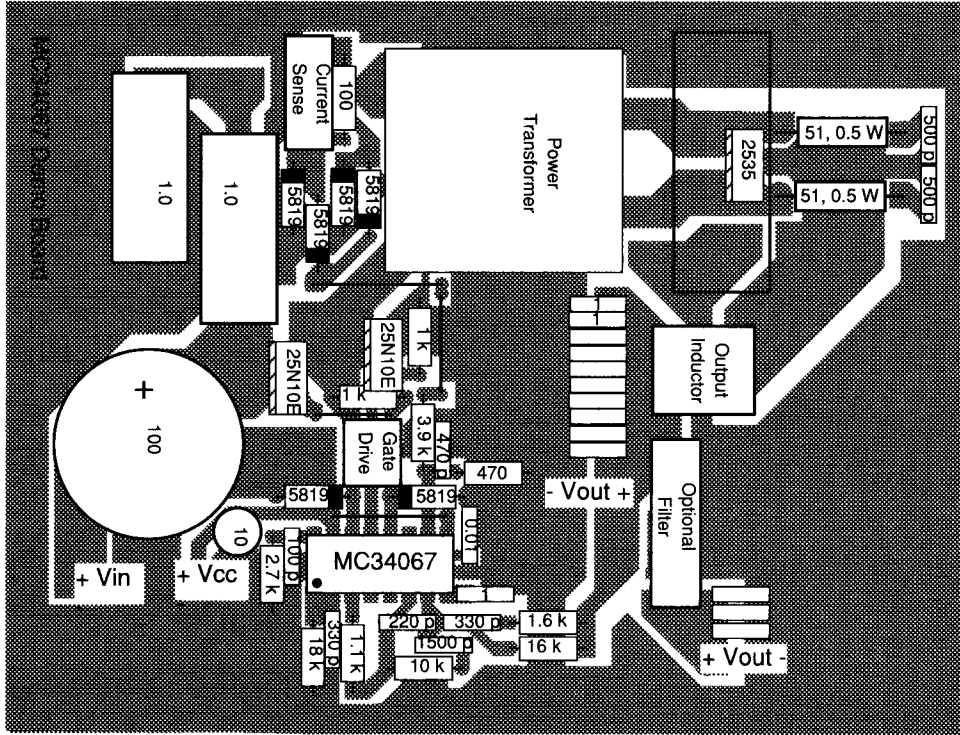 MC34067 Demo Board
Current
Sense
100
Power
Transformer
2535
51, 0.5 W
500 p
51, 0.5 W
500 p
1.0
1.0
5819
5819
5819
5819
1 k
25N10E
25N10E
1 k
1
1
Output
Inductor
+
100
Gate
Drive
3.9 k
470 p
470
- Vout +
Optional
Filter
5819
5819
10
0.01
100 p
2.7 k
MC34067
+ Vin
+ Vcc
1
220 p
330 p
1.6 k
18 k
330 p
1.1 k
1500 p
16 k
10 k
+ Vout -